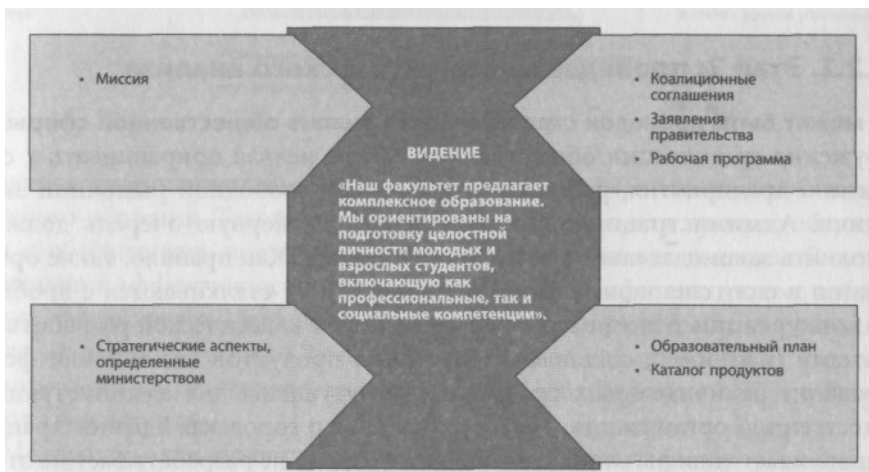 • Миссия
• Коалиционные
соглашения
• Заявления
правительства
• Рабочая программа
ВИДЕНИЕ
«Наш факультет предлагает
комплексное образование.
Мы ориентированы на
подготовку целостной
личности молодых и
взрослых студентов,
включающую как
профессиональные, так и
социальные компетенции».
• Стратегические аспекты,
определенные
министерством
• Образовательный план
• Каталог продуктов